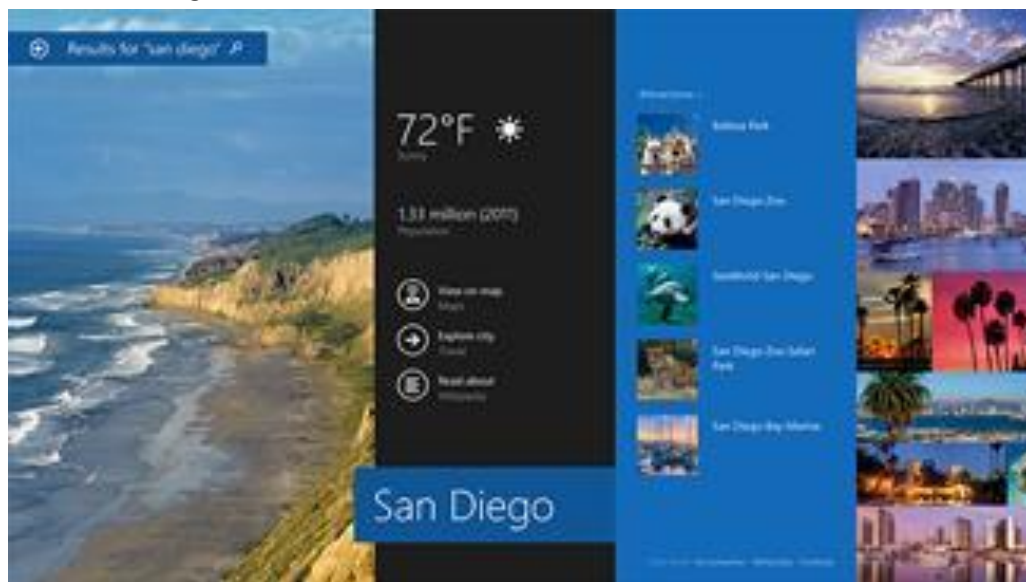 Results for "san diego"
72°F
Sunny
1.33 million (2011)
Population
View on map
Maps
Explore city
Travel
Read about
Wikipedia
San Diego
Attractions
Balboa Park
San Diego Zoo
SeaWorld San Diego
San Diego Zoo Safari
Park
San Diego Bay Marina